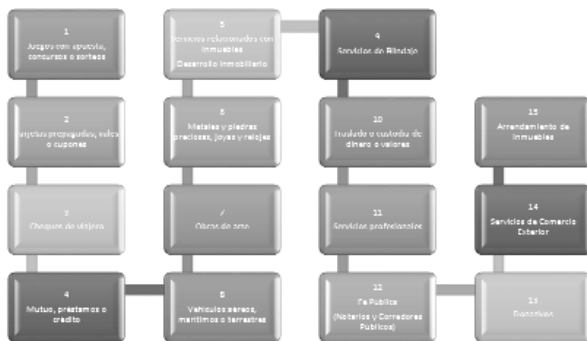 1
Juegos con apuesta,
concursos o sorteos
2
Tarjetas prepagadas, vales
o cupones
3
Cheques de viajero
4
Mutuo, préstamos o
crédito
5
Servicios relacionados con
Inmuebles
Desarrollo Inmobiliario
6
Metales y piedras
preciosas, joyas y relojes
7
Obras de arte
8
Vehículos aéreos,
marítimos o terrestres
9
Servicios de Blindaje
10
Traslado o custodia de
dinero o valores
11
Servicios profesionales
12
Fe Pública
(Notarios y Corredores
Públicos)
13
Donativos
14
Servicios de Comercio
Exterior
15
Arrendamiento de
Inmuebles